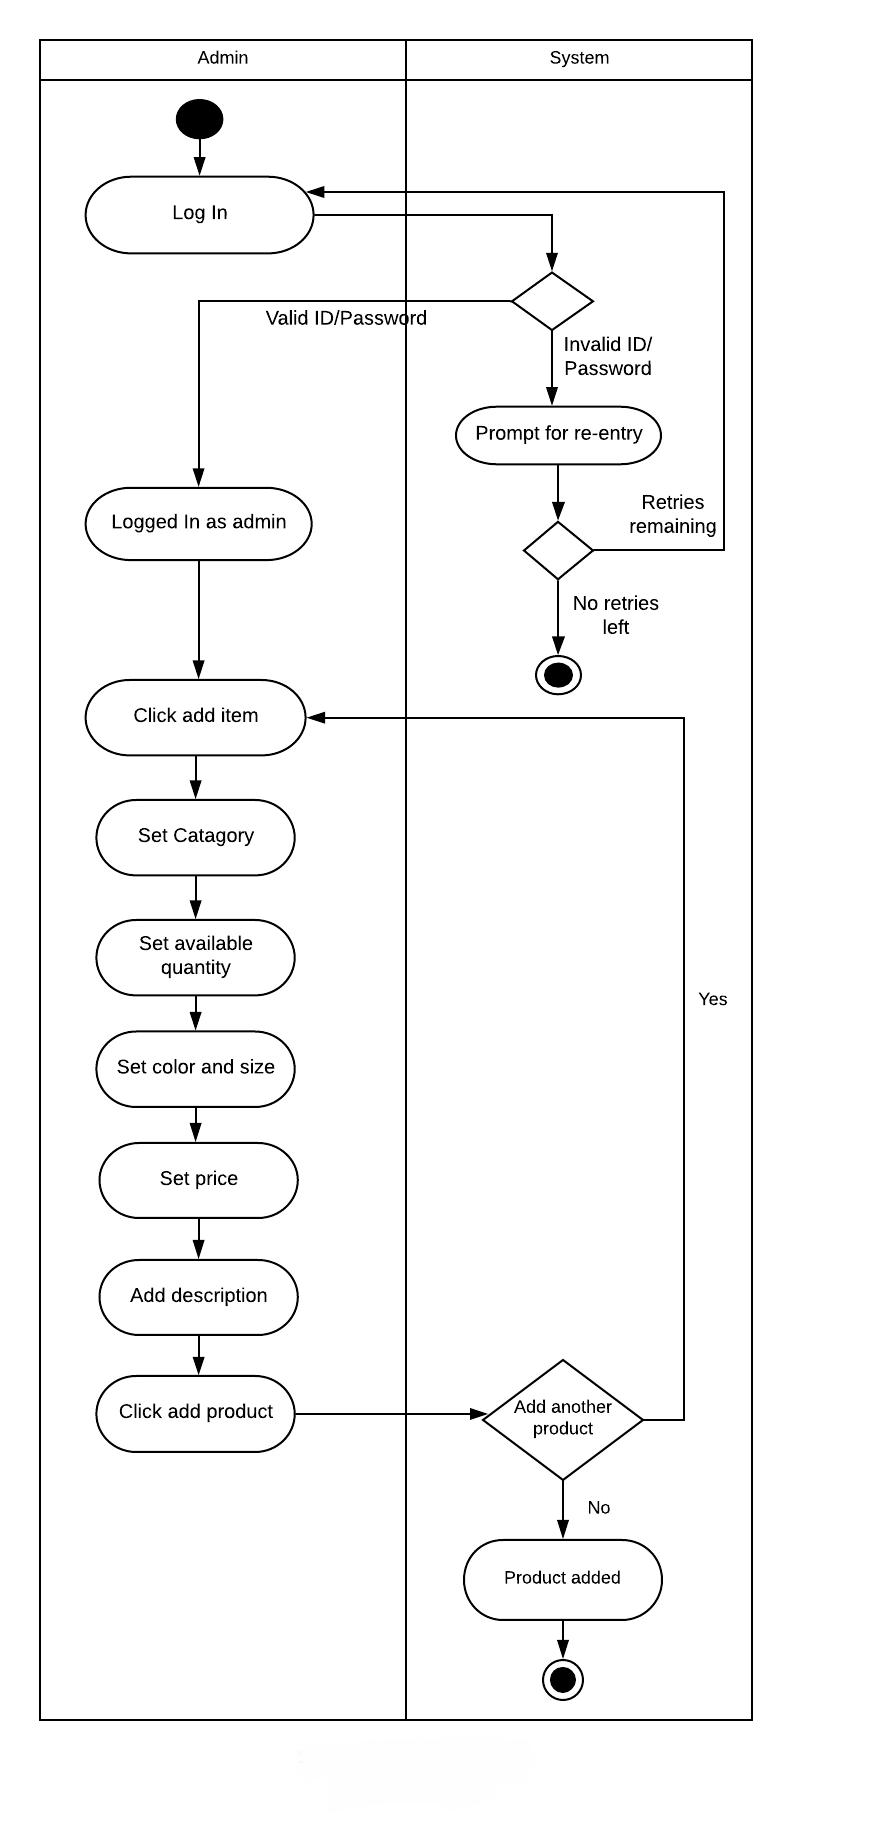 Admin
System
Log In
Valid ID/Password
Invalid ID/
Password
Prompt for re-entry
Retries
remaining
Logged In as admin
No retries
left
Click add item
Set Catagory
Set available
quantity
Yes
Set color and size
Set price
Add description
Click add product
Add another
product
No
Product added